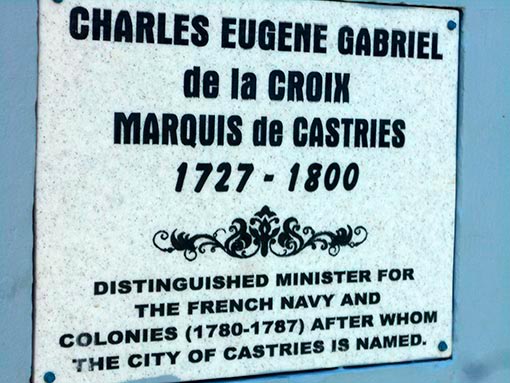 CHARLES EUGENE GABRIEL
de la CROIX
MARQUIS de CASTRIES
1727 - 1800
DISTINGUISHED MINISTER FOR
THE FRENCH NAVY AND
COLONIES (1780-1787) AFTER WHOM
THE CITY OF CASTRIES IS NAMED.